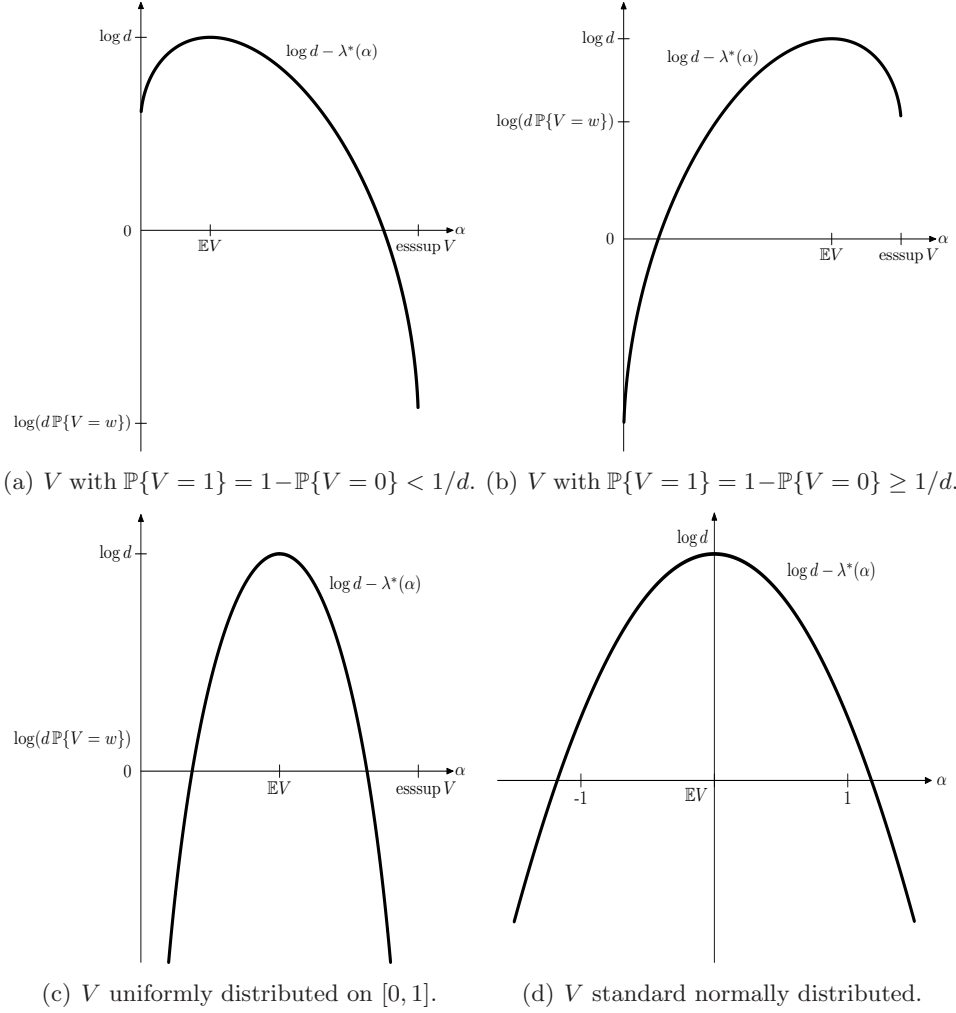 log d
log d − λ*(α)
0
𝔼V
esssup V
α
log(d ℙ{V = w})
(a) V with ℙ{V = 1} = 1−ℙ{V = 0} < 1/d.
log d
log d − λ*(α)
log(d ℙ{V = w})
0
𝔼V
esssup V
α
(b) V with ℙ{V = 1} = 1−ℙ{V = 0} ≥ 1/d.
log d
log d − λ*(α)
log(d ℙ{V = w})
0
𝔼V
esssup V
α
(c) V uniformly distributed on [0, 1].
log d
log d − λ*(α)
-1
𝔼V
1
α
(d) V standard normally distributed.